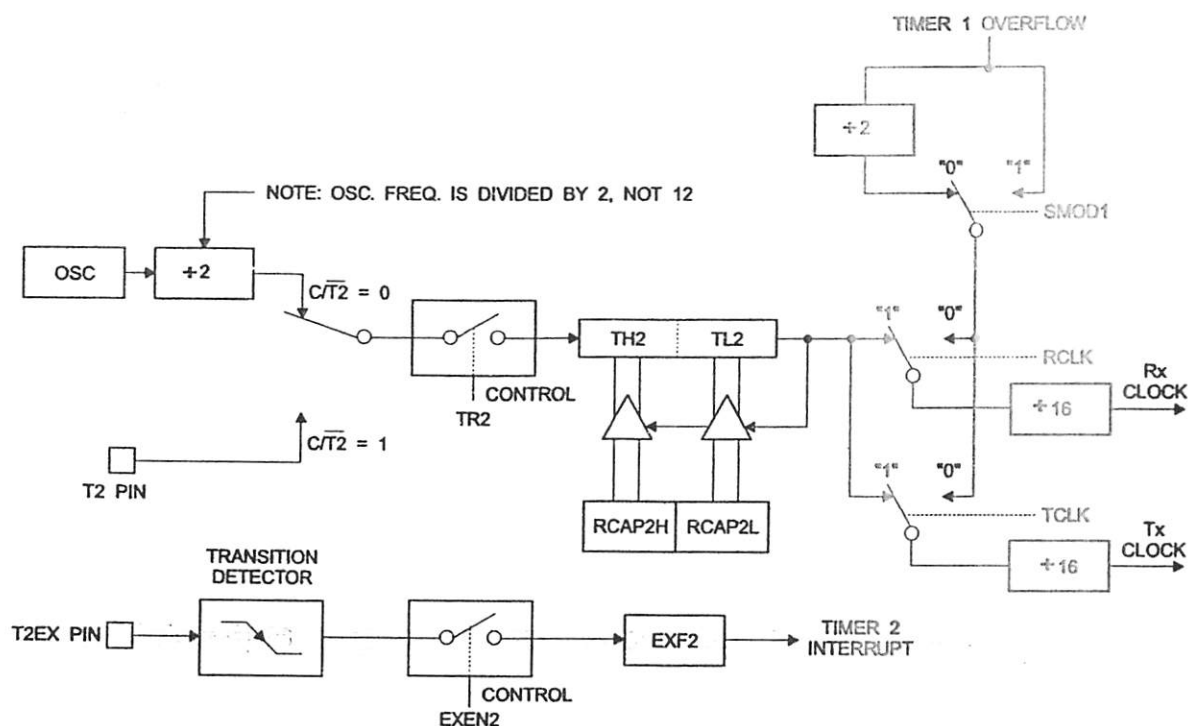 TIMER 1 OVERFLOW
÷2
"0"
"1"
NOTE: OSC. FREQ. IS DIVIDED BY 2, NOT 12
SMOD1
OSC
÷2
C/T2̅ = 0
"1"
"0"
TH2
TL2
RCLK
Rx
CLOCK
CONTROL
÷16
TR2
C/T2̅ = 1
"1"
"0"
T2 PIN
RCAP2H
RCAP2L
TCLK
Tx
CLOCK
TRANSITION
DETECTOR
÷16
T2EX PIN
EXF2
TIMER 2
INTERRUPT
CONTROL
EXEN2